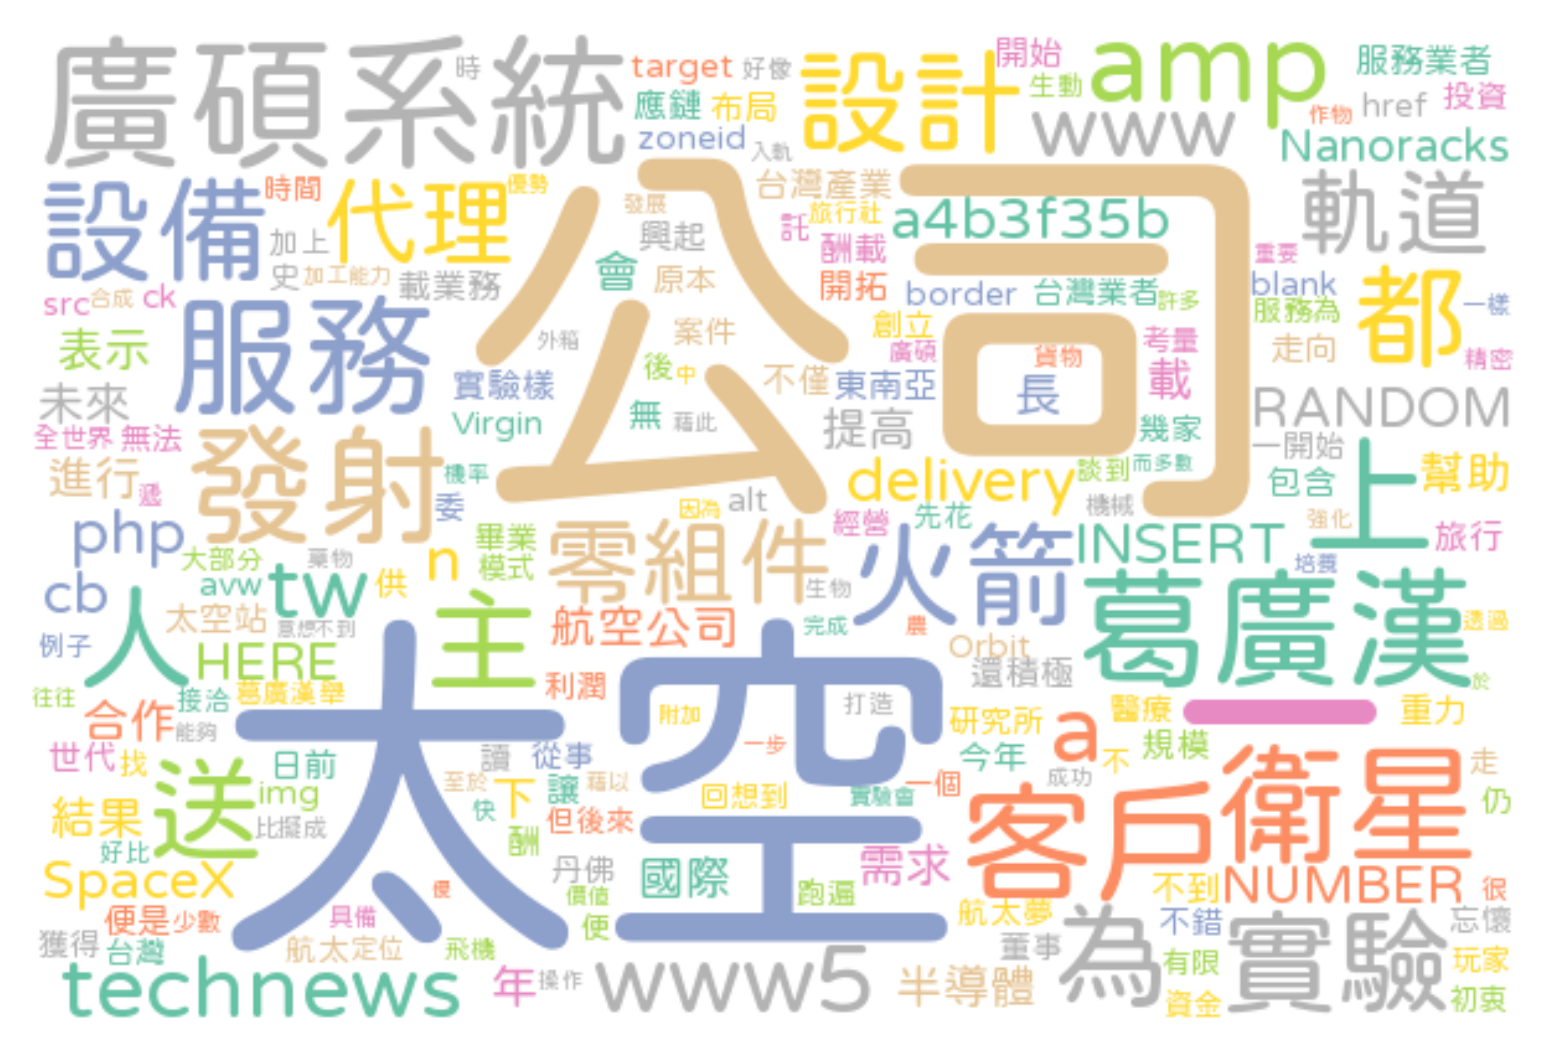 廣碩系統
時
target
好像
設計
開始
amp
服務業者
應鏈
布局
生動
作物
href
投資
zoneid
入軌
www
Nanoracks
設備
時間
代理
優勢
公司
台灣產業
軌道
發展
託
旅行社
a4b3f35b
加上
興起
酬載
重要
史
加工能力
載業務
會
原本
開拓
border
台灣業者
許多
blank
都
一樣
src
合成
ck
服務
外箱
案件
創立
服務為
表示
後
中
廣碩
貨物
考量
走向
精密
未來
實驗樣
不僅
東南亞
長
載
RANDOM
Virgin
無
藉此
提高
幾家
全世界
無法
發射
一開始
上
進行
遞
機率
delivery
談到
而多數
包含
幫助
委
因為
alt
機械
php
經營
先花
強化
大部分
藥物
n
畢業
模式
零組件
火箭
INSERT
旅行
培養
cb
avw
tw
供
生物
葛廣漢
人
太空站
意想不到
主
航空公司
完成
農
透過
例子
HERE
Orbit
還積極
往往
接洽
葛廣漢舉
太空
利潤
於
合作
能夠
附加
打造
研究所
a
醫療
一
重力
世代
找
日前
讀
從事
一步
今年
不
規模
送
img
至於
下
讓
藉以
回想到
實驗會
一個
成功
客戶
衛星
走
仍
結果
比擬成
快
酬
但後來
好比
SpaceX
優
丹佛
國際
需求
不到
NUMBER
很
便是
少數
具備
價值
跑遍
航太夢
獲得
台灣
航太定位
飛機
便
董事
為
不錯
實驗
忘懷
technews
年
操作
www5
半導體
有限
玩家
資金
初衷